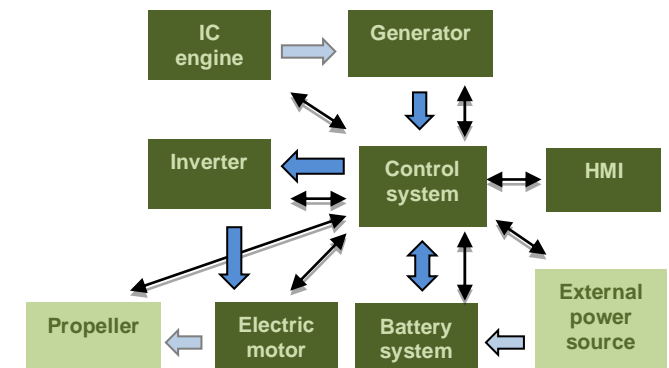 IC
engine
Generator
Inverter
Control
system
HMI
Propeller
Electric
motor
Battery
system
External
power
source